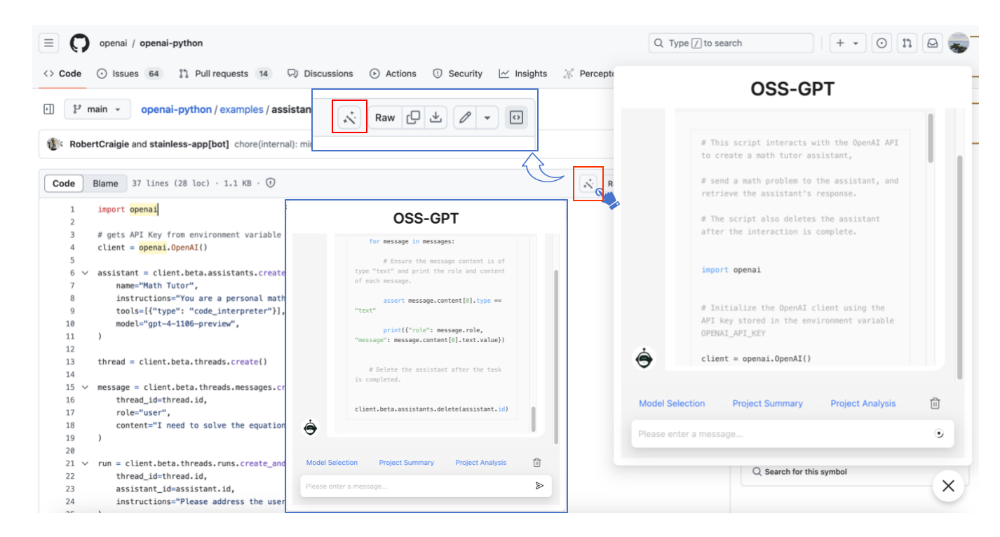 openai / openai-python
Type / to search
Code
Issues 64
Pull requests 14
Discussions
Actions
Security
Insights
main
openai-python / examples / assistan
Raw
RobertCraigie and stainless-app[bot] chore(internal):
Code
Blame
37 lines (28 loc) · 1.1 KB ·
1 import openai
2
3 # gets API Key from environment variable
4 client = openai.OpenAI()
5
6 assistant = client.beta.assistants.create
7 name="Math Tutor",
8 instructions="You are a personal math
9 tools=[{"type": "code_interpreter"}],
10 model="gpt-4-1106-preview",
11 )
12
13 thread = client.beta.threads.create()
14
15 message = client.beta.threads.messages.cr
16 thread_id=thread.id,
17 role="user",
18 content="I need to solve the equation
19 )
20
21 run = client.beta.threads.runs.create_and
22 thread_id=thread.id,
23 assistant_id=assistant.id,
24 instructions="Please address the user
OSS-GPT
for message in messages:
# Ensure the message content is of
type "text" and print the role and content
of each message.
assert message.content[0].type ==
"text"
print({"role": message.role,
"message": message.content[0].text.value})
# Delete the assistant after the task
is completed.
client.beta.assistants.delete(assistant.id)
Model Selection
Project Summary
Project Analysis
Please enter a message...
OSS-GPT
# This script interacts with the OpenAI API
to create a math tutor assistant,
# send a math problem to the assistant, and
retrieve the assistant's response.
# The script also deletes the assistant
after the interaction is complete.
import openai
# Initialize the OpenAI client using the
API key stored in the environment variable
OPENAI_API_KEY
client = openai.OpenAI()
Model Selection
Project Summary
Project Analysis
Please enter a message...
Search for this symbol